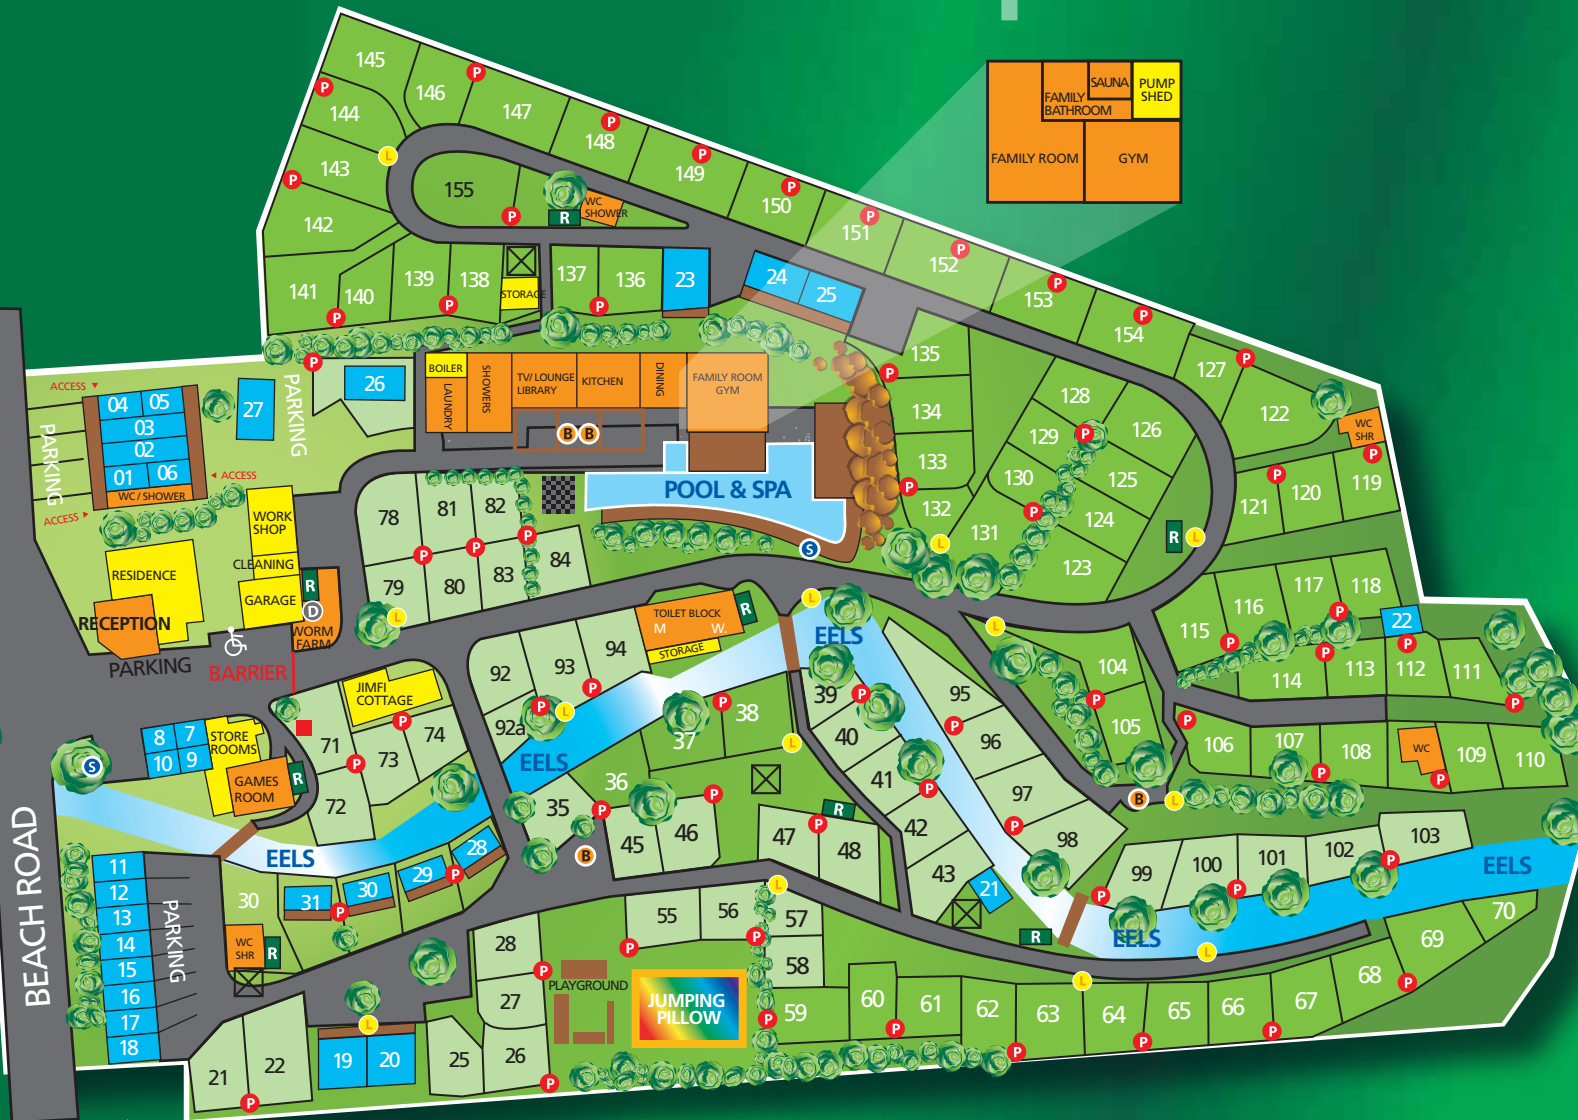 145
146
P
P
144
147
148
P
143
L
149
P
P
142
155
P
R
WC
SHOWER
150
P
151
P
152
P
153
P
154
P
SAUNA
PUMP
SHED
FAMILY
BATHROOM
FAMILY ROOM
GYM
141
140
139
138
STORAGE
137
136
23
24
25
P
P
P
135
P
134
133
132
P
131
L
130
129
128
126
125
124
123
P
P
127
P
122
WC
SHR
P
121
120
119
P
R
L
ACCESS
04
05
03
02
01
06
WC / SHOWER
ACCESS
ACCESS
PARKING
27
PARKING
P
26
BOILER
LAUNDRY
SHOWERS
TV/ LOUNGE
LIBRARY
KITCHEN
DINING
FAMILY ROOM
GYM
B
B
POOL & SPA
S
78
81
82
79
80
83
84
P
P
P
L
WORK
SHOP
CLEANING
GARAGE
R
D
WORM
FARM
RESIDENCE
RECEPTION
PARKING
BARRIER
TOILET BLOCK
M
W.
STORAGE
R
L
EELS
92
93
94
92a
P
P
L
JIMFI
COTTAGE
71
72
73
74
P
P
8
7
10
9
STORE
ROOMS
GAMES
ROOM
R
S
EELS
EELS
36
37
38
P
L
35
P
45
46
P
B
47
48
P
R
39
P
40
41
P
42
43
21
R
95
P
96
97
P
98
L
104
P
105
B
L
115
116
117
118
P
P
22
P
P
114
113
112
111
P
106
P
107
P
108
WC
P
109
110
99
P
100
P
101
102
P
103
EELS
EELS
L
BEACH ROAD
11
12
13
14
15
16
17
18
PARKING
30
WC
SHR
R
31
P
30
29
P
28
21
22
P
19
20
L
25
26
P
27
28
P
55
P
56
L
57
P
58
59
P
PLAYGROUND
JUMPING
PILLOW
60
P
61
62
P
63
L
64
P
65
66
P
67
68
P
69
70